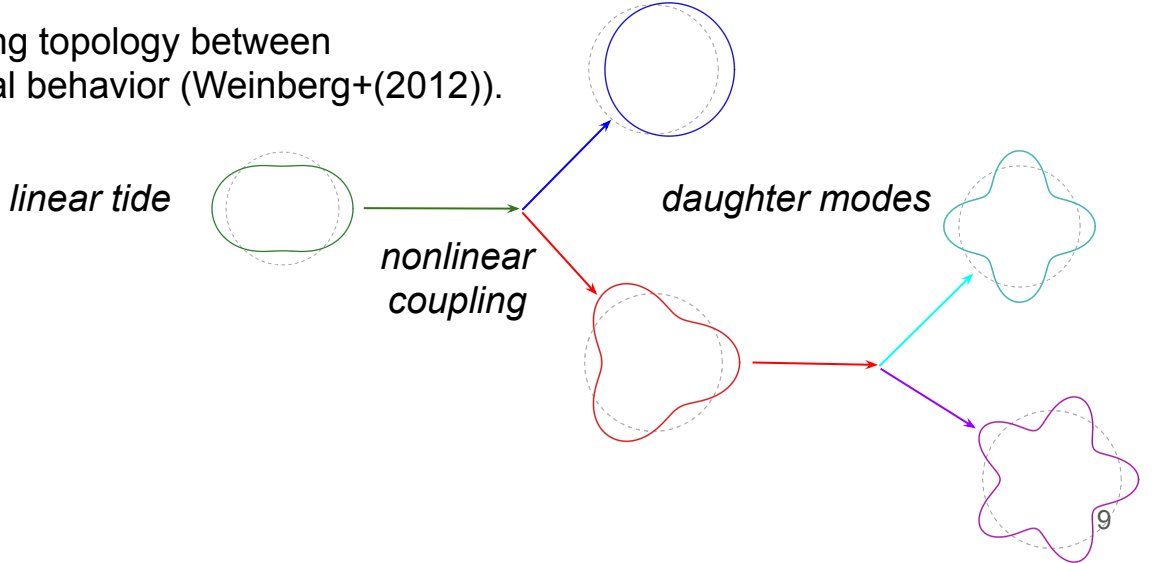 ng topology between
al behavior (Weinberg+(2012)).
linear tide
daughter modes
nonlinear
coupling
9